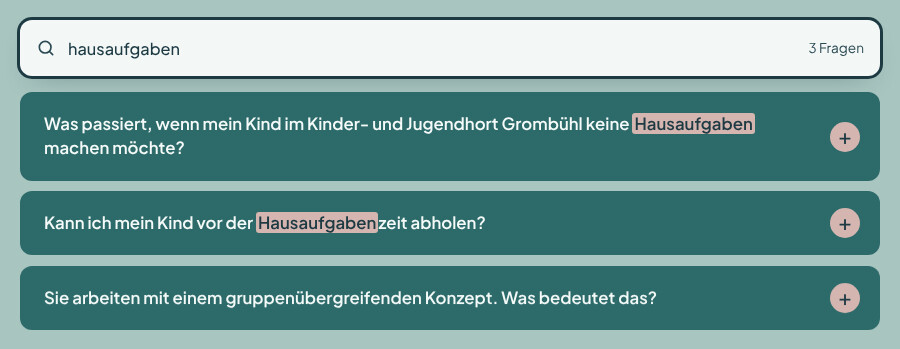 hausaufgaben
3 Fragen
Was passiert, wenn mein Kind im Kinder- und Jugendhort Grombühl keine Hausaufgaben
machen möchte?
Kann ich mein Kind vor der Hausaufgabenzeit abholen?
Sie arbeiten mit einem gruppenübergreifenden Konzept. Was bedeutet das?